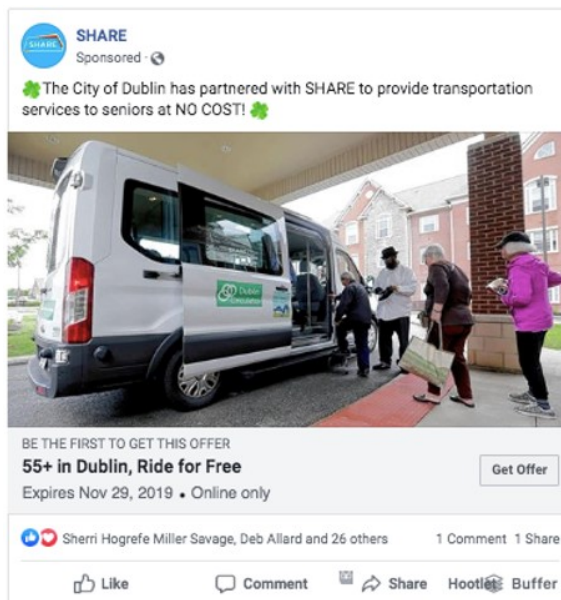 SHARE
SHARE
Sponsored ·
The City of Dublin has partnered with SHARE to provide transportation
services to seniors at NO COST!
Dublin
BE THE FIRST TO GET THIS OFFER
55+ in Dublin, Ride for Free
Get Offer
Expires Nov 29, 2019 • Online only
Sherri Hogrefe Miller Savage, Deb Allard and 26 others
1 Comment 1 Share
Like
Comment
Share
Hootlet
Buffer